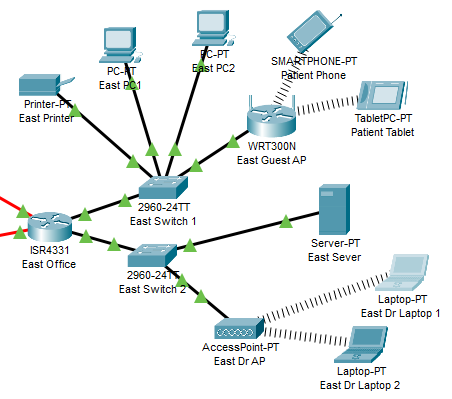 SMARTPHONE-PT
Patient Phone
PC-PT
East PC1
PC-PT
East PC2
Printer-PT
East Printer
TabletPC-PT
Patient Tablet
WRT300N
East Guest AP
2960-24TT
East Switch 1
ISR4331
East Office
2960-24TT
East Switch 2
Server-PT
East Sever
Laptop-PT
East Dr Laptop 1
AccessPoint-PT
East Dr AP
Laptop-PT
East Dr Laptop 2